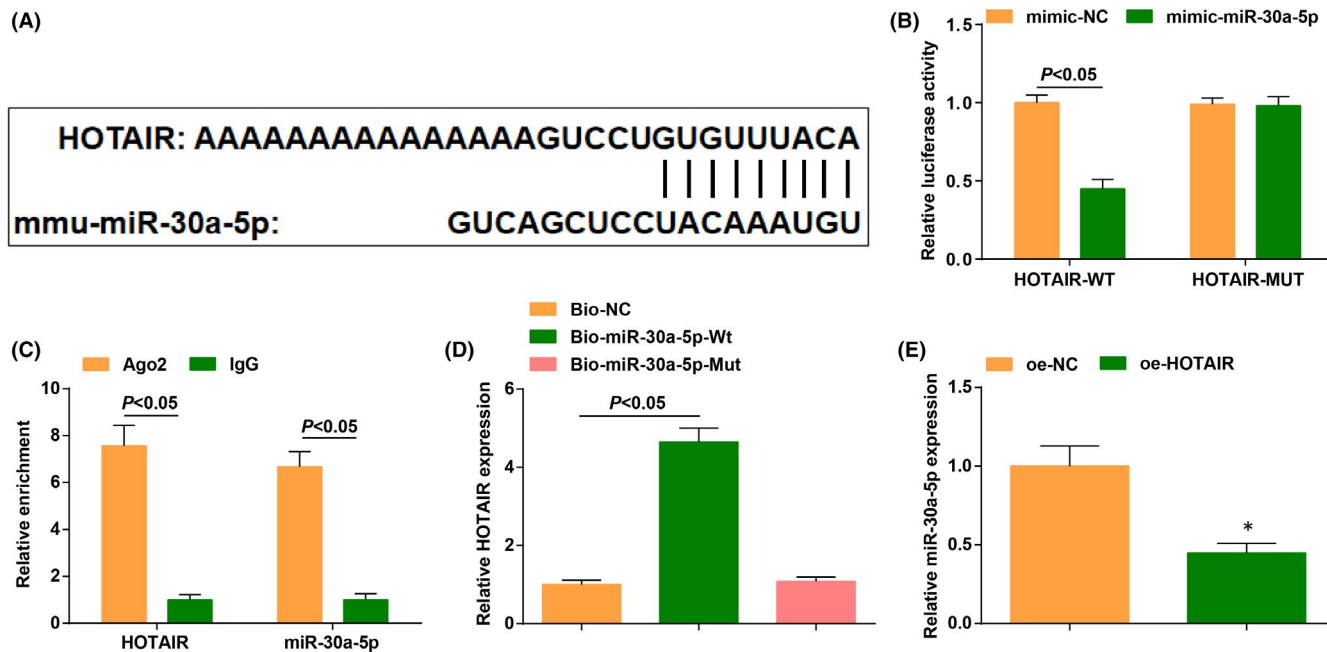 (A)
HOTAIR: AAAAAAAAAAAAAAAGUCCUGUGUUUACA
mmu-miR-30a-5p: GUCAGCUCCUACAAAUGU
(B)
mimic-NC mimic-miR-30a-5p
Relative luciferase activity
1.5
1.0
0.5
0.0
P<0.05
HOTAIR-WT HOTAIR-MUT
(C)
Ago2 IgG
Relative enrichment
10
8
6
4
2
0
P<0.05
P<0.05
HOTAIR miR-30a-5p
(D)
Bio-NC
Bio-miR-30a-5p-Wt
Bio-miR-30a-5p-Mut
Relative HOTAIR expression
6
4
2
0
P<0.05
(E)
oe-NC oe-HOTAIR
Relative miR-30a-5p expression
1.5
1.0
0.5
0.0
*